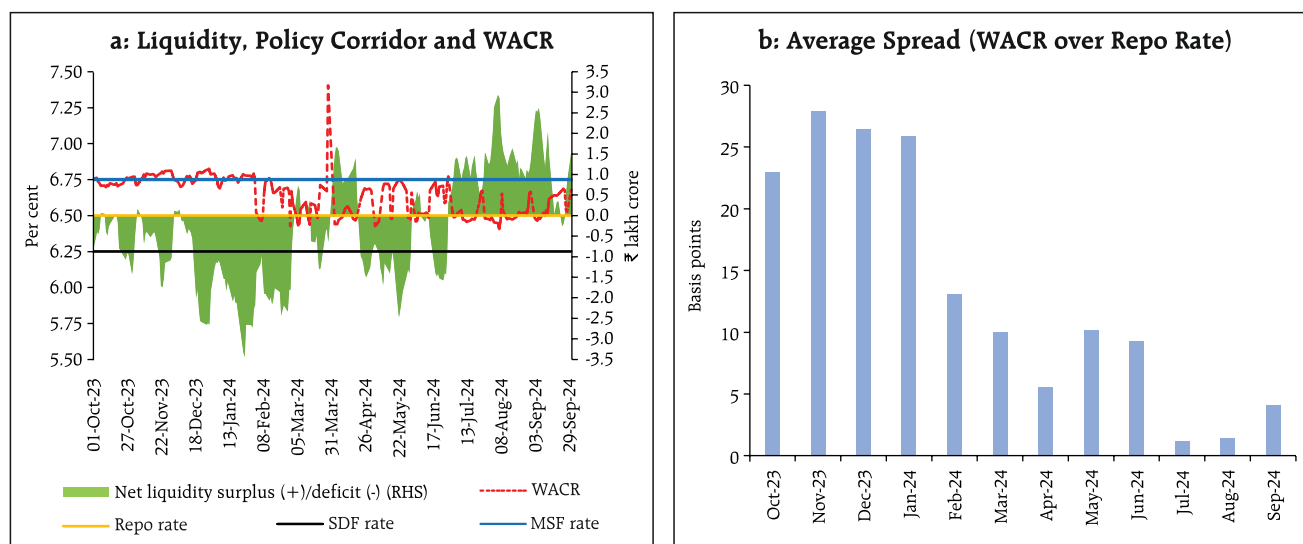 a: Liquidity, Policy Corridor and WACR
7.50
7.25
7.00
6.75
6.50
6.25
6.00
5.75
5.50
Per cent
3.5
3.0
2.5
2.0
1.5
1.0
0.5
0.0
-0.5
-1.0
-1.5
-2.0
-2.5
-3.0
-3.5
₹ lakh crore
01-Oct-23
27-Oct-23
22-Nov-23
18-Dec-23
13-Jan-24
08-Feb-24
05-Mar-24
31-Mar-24
26-Apr-24
22-May-24
17-Jun-24
13-Jul-24
08-Aug-24
03-Sep-24
29-Sep-24
Net liquidity surplus (+)/deficit (-) (RHS)
WACR
Repo rate
SDF rate
MSF rate
b: Average Spread (WACR over Repo Rate)
30
25
20
15
10
5
0
Basis points
Oct-23
Nov-23
Dec-23
Jan-24
Feb-24
Mar-24
Apr-24
May-24
Jun-24
Jul-24
Aug-24
Sep-24